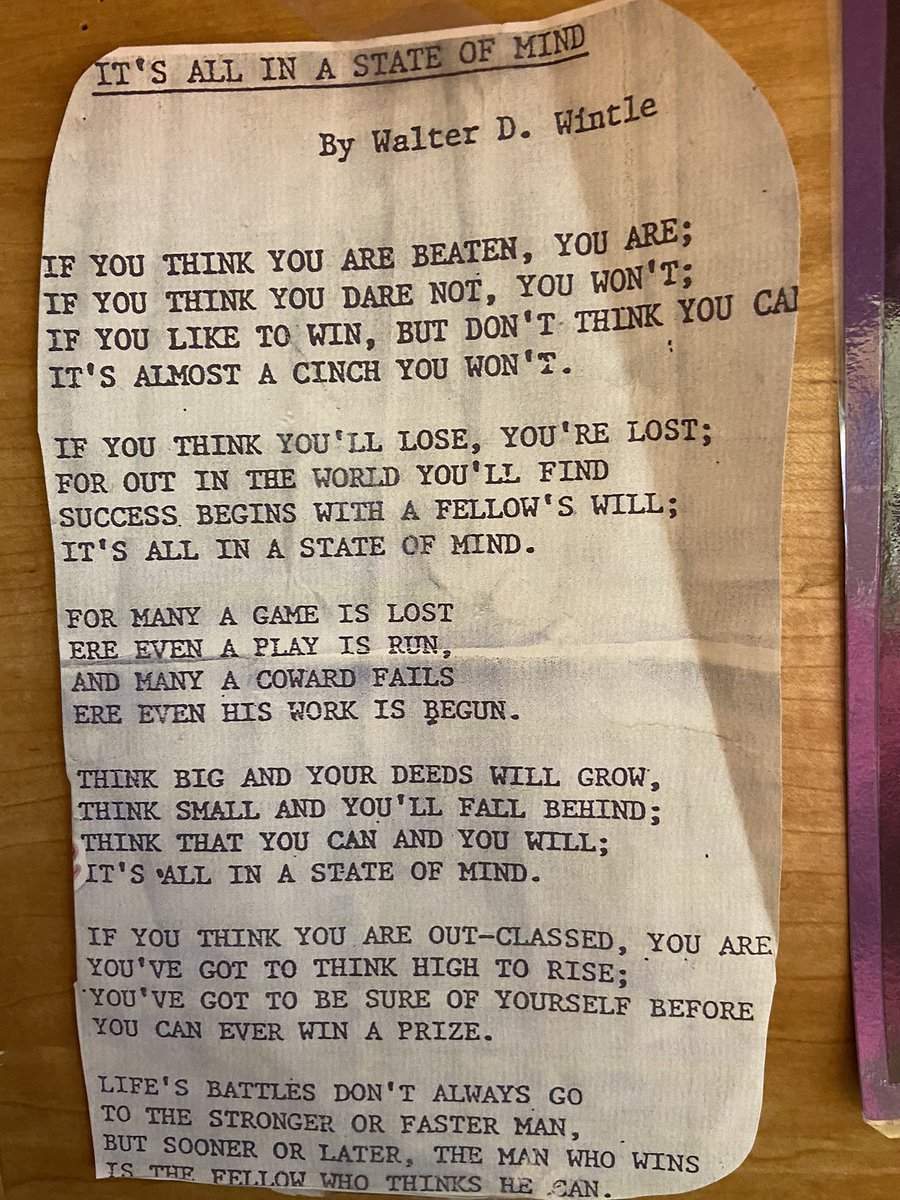 IT'S ALL IN A STATE OF MIND
By Walter D. Wintle
IF YOU THINK YOU ARE BEATEN, YOU ARE;
IF YOU THINK YOU DARE NOT, YOU WON'T;
IF YOU LIKE TO WIN, BUT DON'T THINK YOU CA
IT'S ALMOST A CINCH YOU WON'T.
IF YOU THINK YOU'LL LOSE, YOU'RE LOST;
FOR OUT IN THE WORLD YOU'LL FIND
SUCCESS BEGINS WITH A FELLOW'S WILL;
IT'S ALL IN A STATE OF MIND.
FOR MANY A GAME IS LOST
ERE EVEN A PLAY IS RUN,
AND MANY A COWARD FAILS
ERE EVEN HIS WORK IS BEGUN.
THINK BIG AND YOUR DEEDS WILL GROW,
THINK SMALL AND YOU'LL FALL BEHIND;
THINK THAT YOU CAN AND YOU WILL;
IT'S ALL IN A STATE OF MIND.
IF YOU THINK YOU ARE OUT-CLASSED, YOU ARE
YOU'VE GOT TO THINK HIGH TO RISE;
YOU'VE GOT TO BE SURE OF YOURSELF BEFORE
YOU CAN EVER WIN A PRIZE.
LIFE'S BATTLES DON'T ALWAYS GO
TO THE STRONGER OR FASTER MAN,
BUT SOONER OR LATER, THE MAN WHO WINS
IS THE FELLOW WHO THINKS HE CAN.